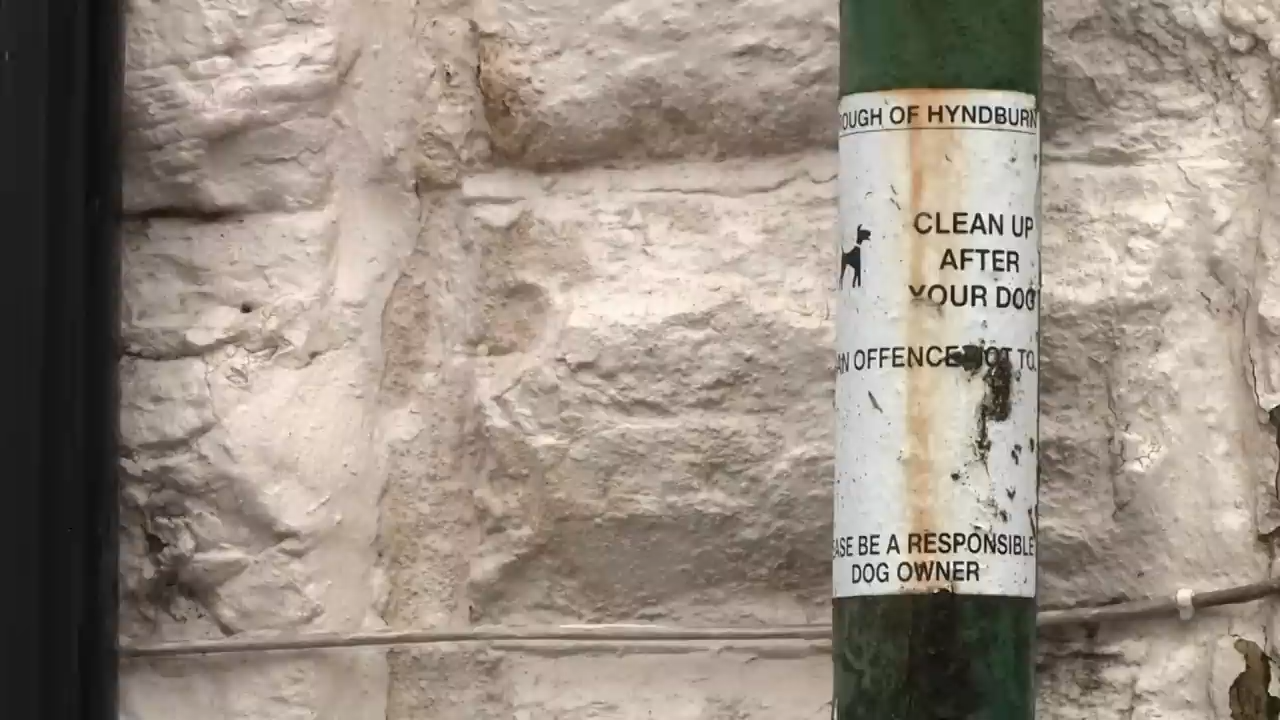 OUGH OF HYNDBURN
CLEAN UP
AFTER
YOUR DOG
AN OFFENCE NOT TO
ASE BE A RESPONSIBLE
DOG OWNER